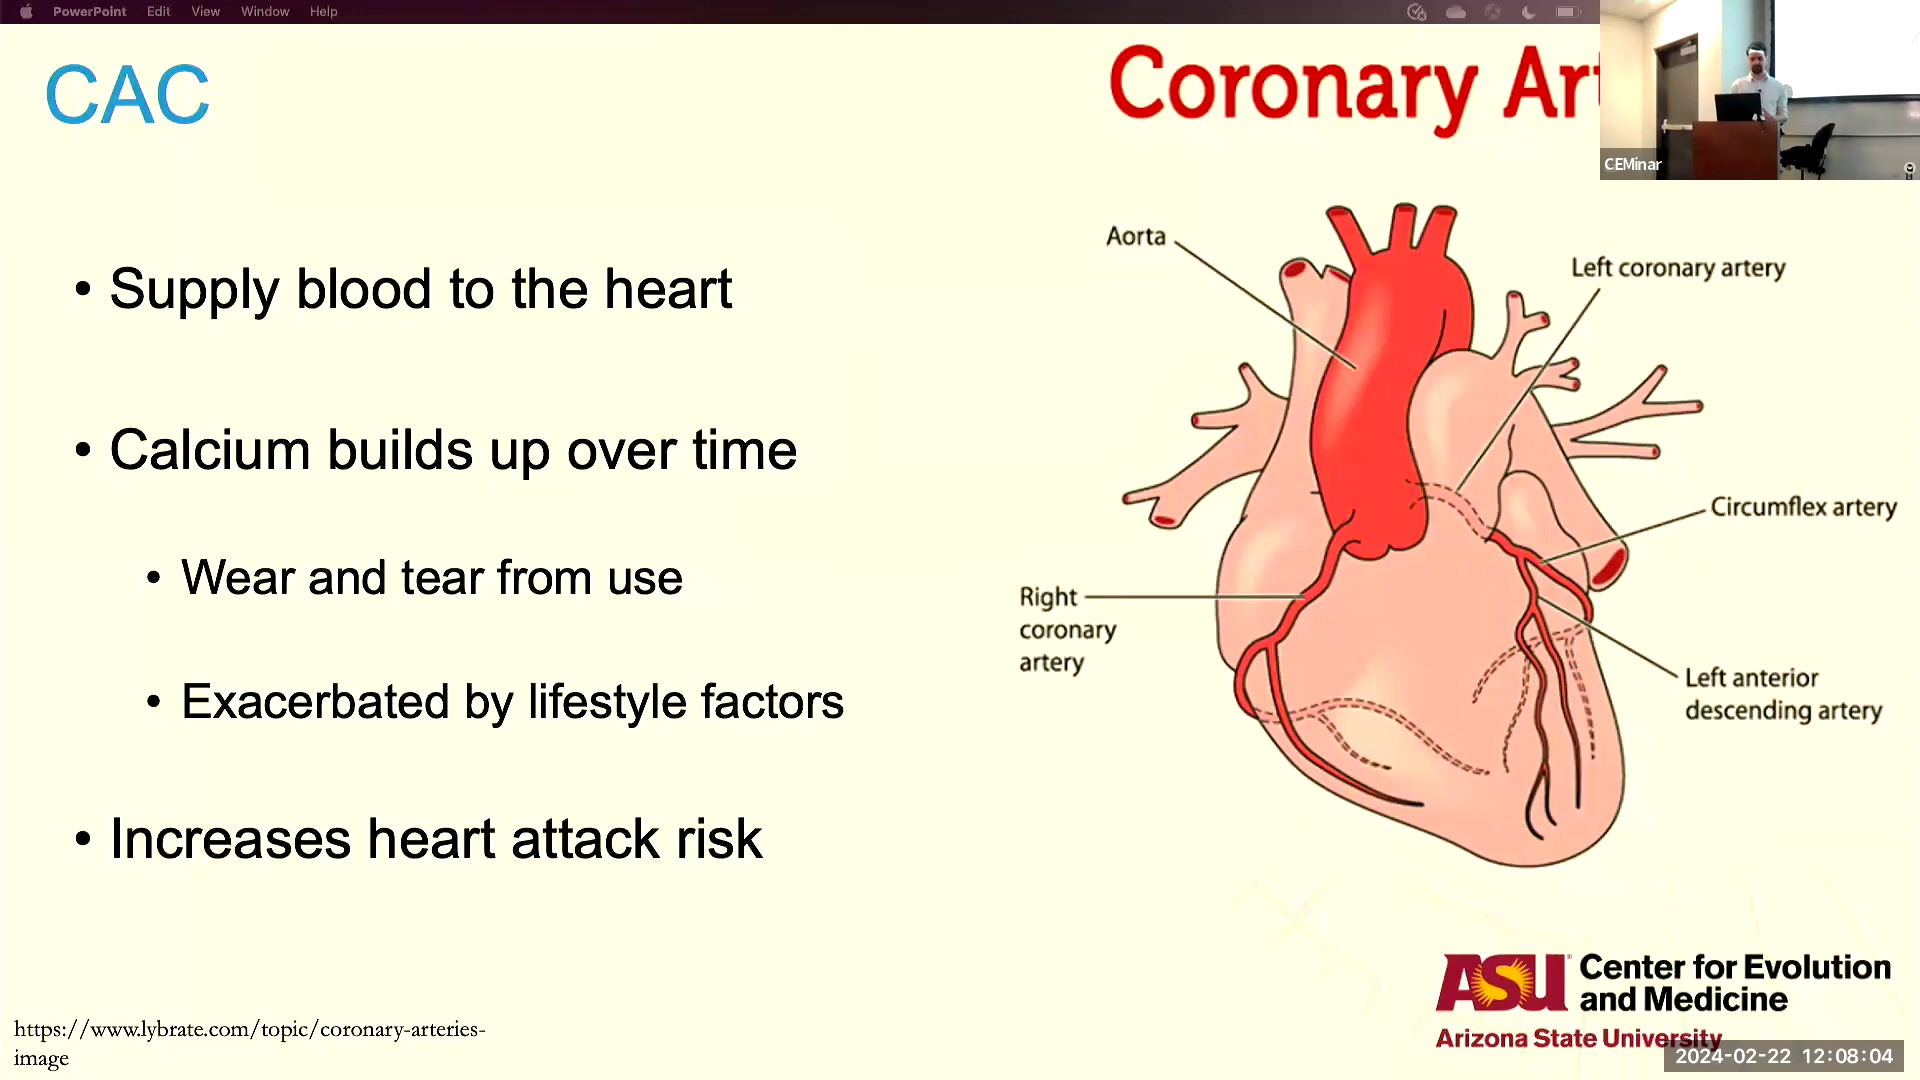 PowerPoint Edit View Window Help
CAC
Coronary Ar
CEMinar
• Supply blood to the heart
• Calcium builds up over time
• Wear and tear from use
• Exacerbated by lifestyle factors
• Increases heart attack risk
Aorta
Left coronary artery
Circumflex artery
Right
coronary
artery
Left anterior
descending artery
https://www.lybrate.com/topic/coronary-arteries-
image
ASU Center for Evolution
and Medicine
Arizona State University
2024-02-22 12:08:04